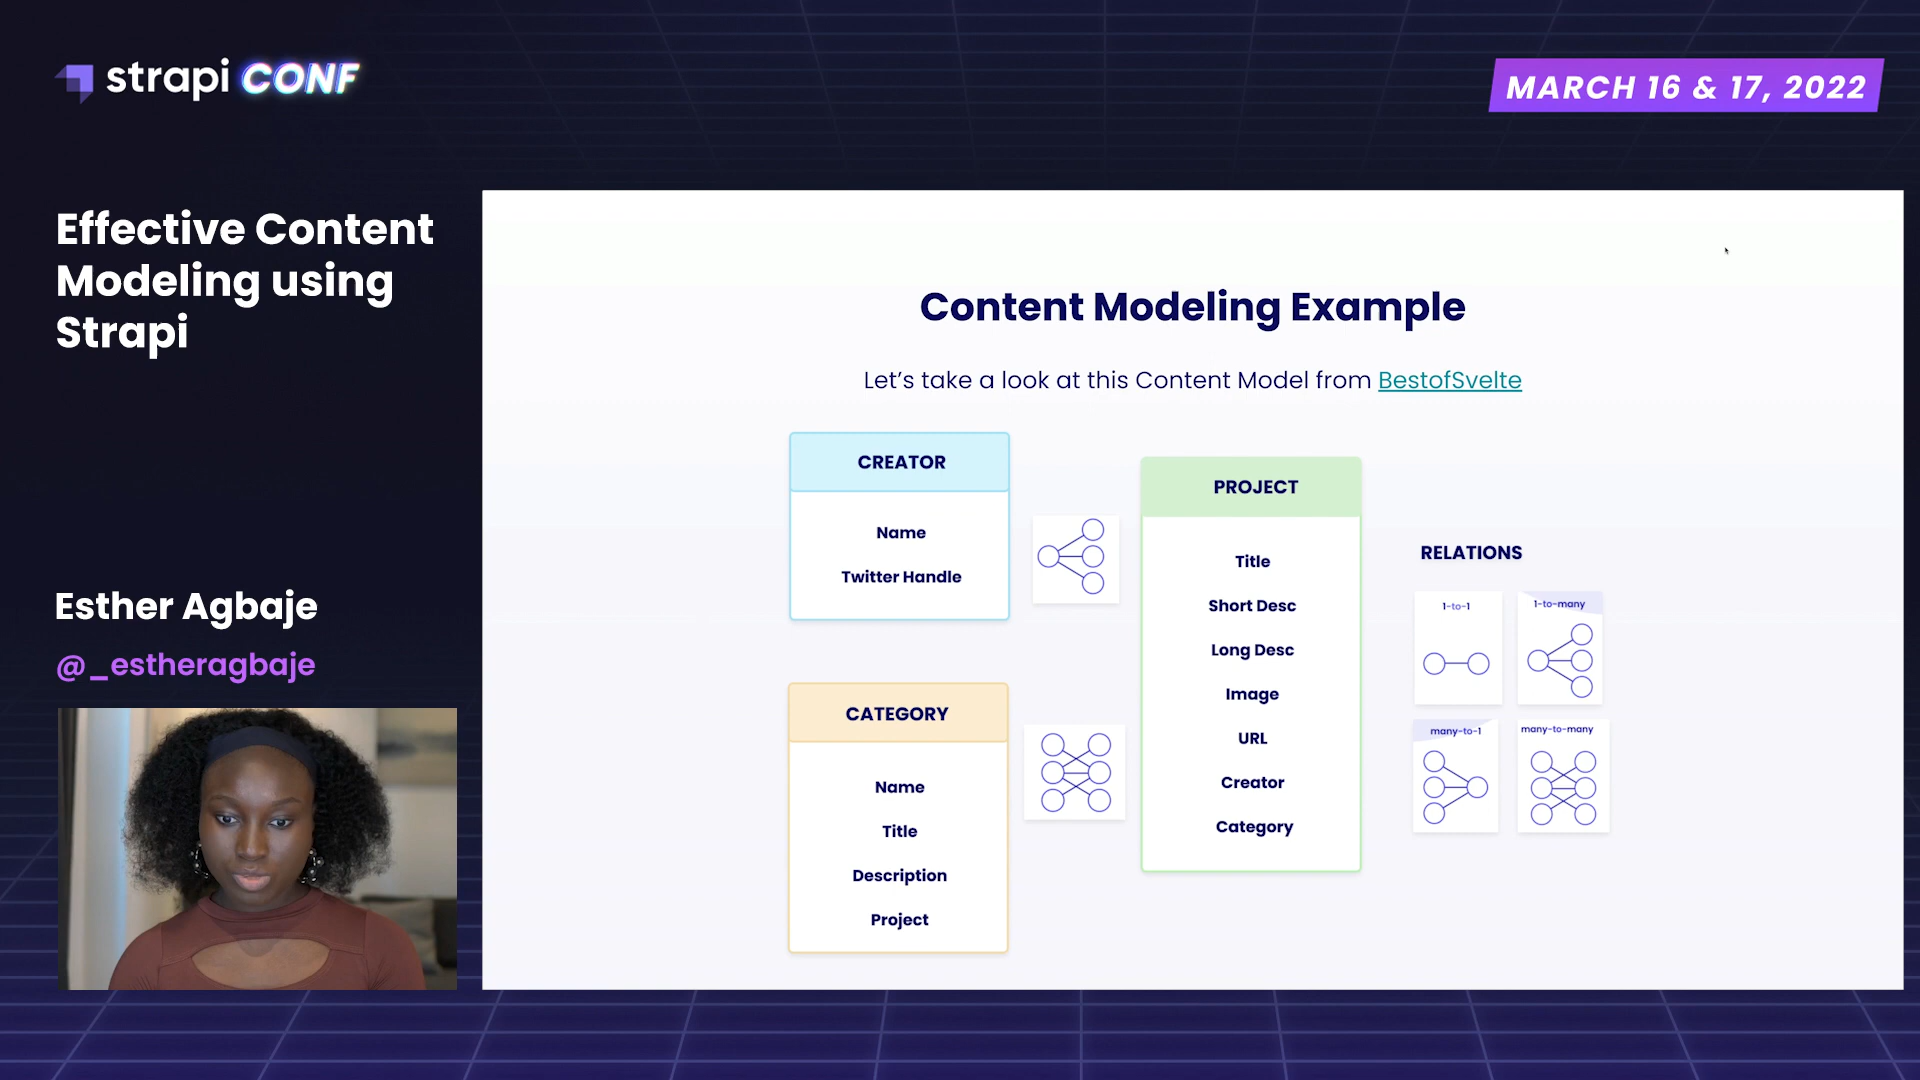 strapi CONF
MARCH 16 & 17, 2022
Effective Content
Modeling using
Strapi
Esther Agbaje
@_estheragbaje
Content Modeling Example
Let's take a look at this Content Model from BestofSvelte
CREATOR
Name
Twitter Handle
CATEGORY
Name
Title
Description
Project
PROJECT
Title
Short Desc
Long Desc
Image
URL
Creator
Category
RELATIONS
1-to-1
1-to-many
many-to-1
many-to-many